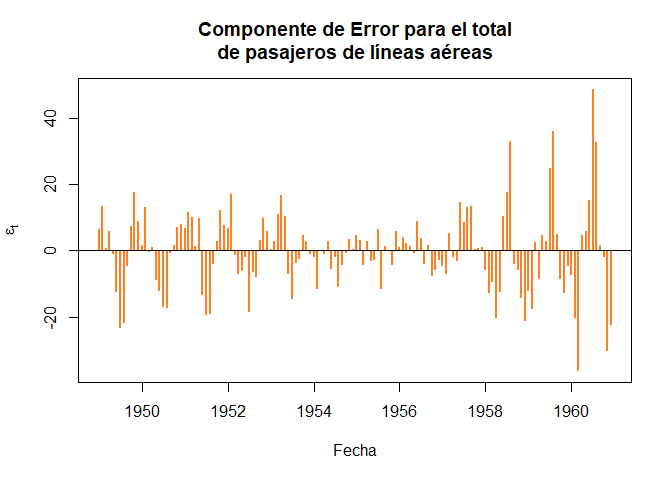 Componente de Error para el total
de pasajeros de líneas aéreas
εt
40
20
0
-20
1950 1952 1954 1956 1958 1960
Fecha